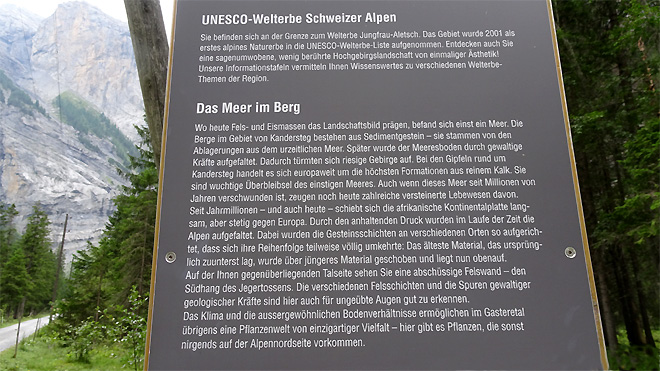 UNESCO-Welterbe Schweizer Alpen
Sie befinden sich an der Grenze zum Welterbe Jungfrau-Aletsch. Das Gebiet wurde 2001 als
erstes alpines Naturerbe in die UNESCO-Welterbe-Liste aufgenommen. Entdecken auch Sie
eine sagenumwobene, wenig berührte Hochgebirgslandschaft von einmaliger Ästhetik!
Unsere Informationstafeln vermitteln Ihnen Wissenswertes zu verschiedenen Welterbe-
Themen der Region.
Das Meer im Berg
Wo heute Fels- und Eismassen das Landschaftsbild prägen, befand sich einst ein Meer. Die
Berge im Gebiet von Kandersteg bestehen aus Sedimentgestein – sie stammen von den
Ablagerungen aus dem urzeitlichen Meer. Später wurde der Meeresboden durch gewaltige
Kräfte aufgefaltet. Dadurch türmten sich riesige Gebirge auf. Bei den Gipfeln rund um
Kandersteg handelt es sich europaweit um die höchsten Formationen aus reinem Kalk. Sie
sind wuchtige Überbleibsel des einstigen Meeres. Auch wenn dieses Meer seit Millionen von
Jahren verschwunden ist, zeugen noch heute zahlreiche versteinerte Lebewesen davon.
Seit Jahrmillionen – und auch heute – schiebt sich die afrikanische Kontinentalplatte lang-
sam, aber stetig gegen Europa. Durch den anhaltenden Druck wurden im Laufe der Zeit die
Alpen aufgefaltet. Dabei wurden die Gesteinsschichten an verschiedenen Orten so aufgerich-
tet, dass sich ihre Reihenfolge teilweise völlig umkehrte: Das älteste Material, das ursprüng-
lich zuunterst lag, wurde über jüngeres Material geschoben und liegt nun obenauf.
Auf der Ihnen gegenüberliegenden Talseite sehen Sie eine abschüssige Felswand – den
Südhang des Jegertossens. Die verschiedenen Felsschichten und die Spuren gewaltiger
geologischer Kräfte sind hier auch für ungeübte Augen gut zu erkennen.
Das Klima und die aussergewöhnlichen Bodenverhältnisse ermöglichen im Gasteretal
übrigens eine Pflanzenwelt von einzigartiger Vielfalt – hier gibt es Pflanzen, die sonst
nirgends auf der Alpennordseite vorkommen.